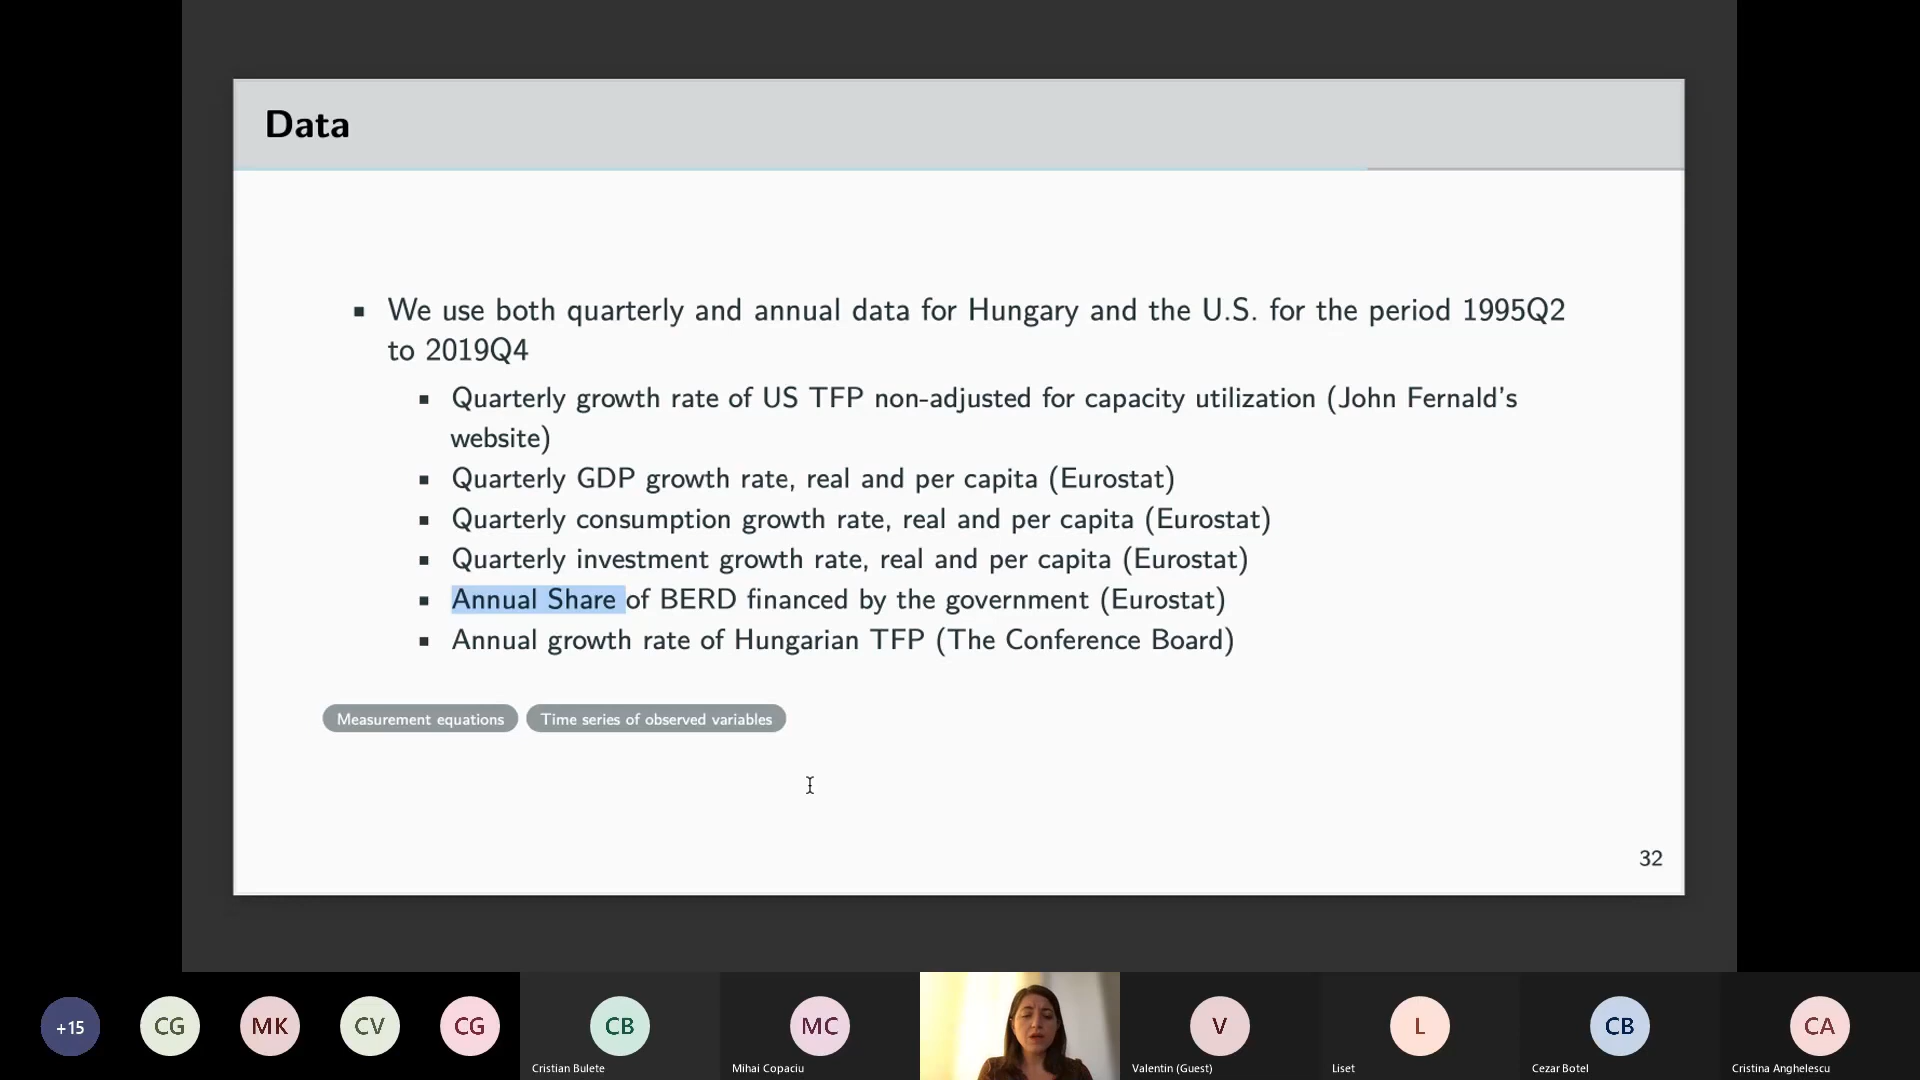 Data
We use both quarterly and annual data for Hungary and the U.S. for the period 1995Q2
to 2019Q4
Quarterly growth rate of US TFP non-adjusted for capacity utilization (John Fernald's
website)
Quarterly GDP growth rate, real and per capita (Eurostat)
Quarterly consumption growth rate, real and per capita (Eurostat)
Quarterly investment growth rate, real and per capita (Eurostat)
Annual Share of BERD financed by the government (Eurostat)
Annual growth rate of Hungarian TFP (The Conference Board)
Measurement equations Time series of observed variables
32
+15 CG MK CV CG CB MC V L CB CA
Cristian Bulete Mihai Copaciu Valentin (Guest) Liset Cezar Botel Cristina Anghelescu